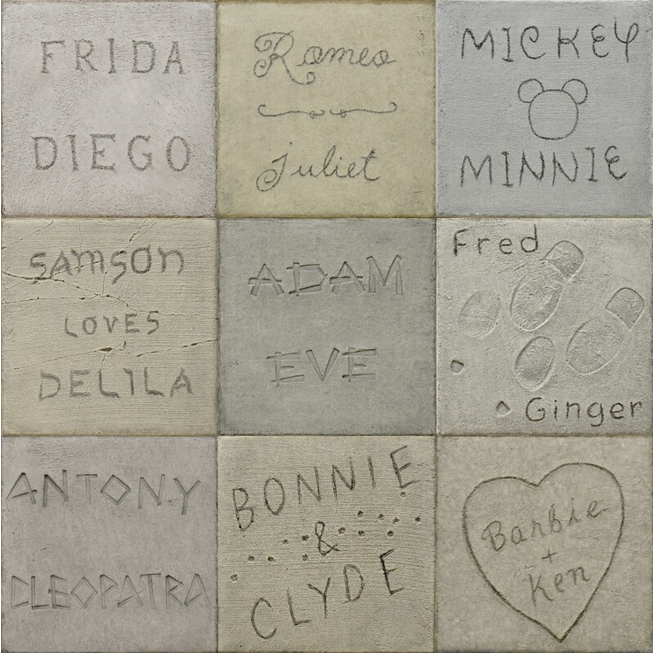 FRIDA
DIEGO
Romeo
Juliet
MICKEY
MINNIE
SAMSON
LOVES
DELILA
ADAM
EVE
Fred
Ginger
ANTONY
CLEOPATRA
BONNIE
&
CLYDE
Barbie
+
Ken